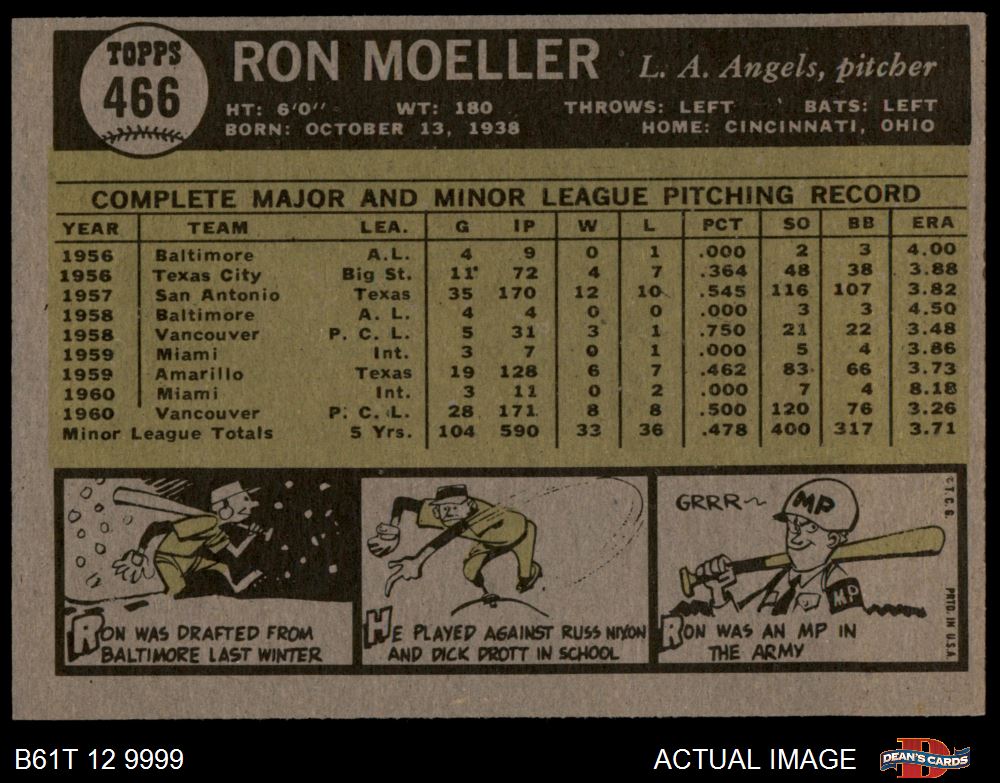 TOPPS
466
RON MOELLER L. A. Angels, pitcher
HT: 6'0" WT: 180 THROWS: LEFT BATS: LEFT
BORN: OCTOBER 13, 1938 HOME: CINCINNATI, OHIO
COMPLETE MAJOR AND MINOR LEAGUE PITCHING RECORD
YEAR TEAM LEA. G IP W L PCT SO BB ERA
1956 Baltimore A.L. 4 9 0 1 .000 2 3 4.00
1956 Texas City Big St. 11 72 4 7 .364 48 38 3.88
1957 San Antonio Texas 35 170 12 10 .545 116 107 3.82
1958 Baltimore A. L. 4 4 0 0 .000 3 3 4.50
1958 Vancouver P. C. L. 5 31 3 1 .750 21 22 3.48
1959 Miami Int. 3 7 0 1 .000 5 4 3.86
1959 Amarillo Texas 19 128 6 7 .462 83 66 3.73
1960 Miami Int. 3 11 0 2 .000 7 4 8.18
1960 Vancouver P. C. L. 28 171 8 8 .500 120 76 3.26
Minor League Totals 5 Yrs. 104 590 33 36 .478 400 317 3.71
RON WAS DRAFTED FROM
BALTIMORE LAST WINTER
HE PLAYED AGAINST RUSS NIXON
AND DICK DROTT IN SCHOOL
GRRR~
MP
MP
RON WAS AN MP IN
THE ARMY
© T. C. G.
PRTD. IN U.S.A.
B61T 12 9999 ACTUAL IMAGE DEAN'S CARDS